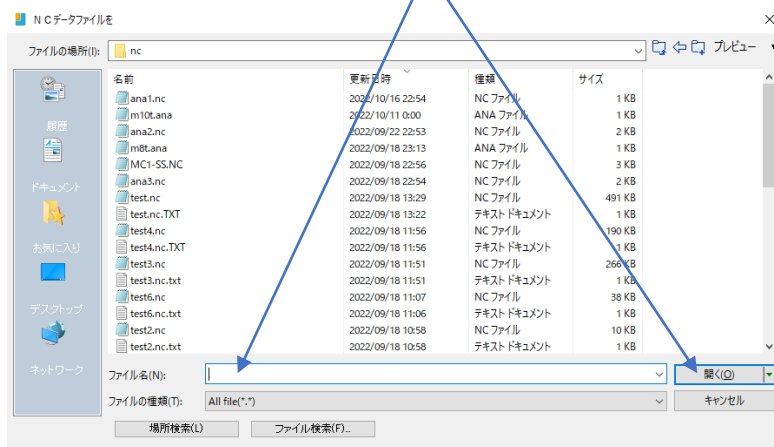 ＮＣデータファイルを
ファイルの場所(I): nc プレビュー
名前 更新日時 種類 サイズ
ana1.nc 2022/10/16 22:54 NC ファイル 1 KB
m10t.ana 2022/10/11 0:00 ANA ファイル 1 KB
ana2.nc 2022/09/22 22:53 NC ファイル 2 KB
m8t.ana 2022/09/18 23:13 ANA ファイル 1 KB
MC1-SS.NC 2022/09/18 22:56 NC ファイル 3 KB
ana3.nc 2022/09/18 22:54 NC ファイル 2 KB
test.nc 2022/09/18 13:29 NC ファイル 491 KB
test.nc.TXT 2022/09/18 13:22 テキスト ドキュメント 1 KB
test4.nc 2022/09/18 11:56 NC ファイル 190 KB
test4.nc.TXT 2022/09/18 11:56 テキスト ドキュメント 1 KB
test3.nc 2022/09/18 11:51 NC ファイル 266 KB
test3.nc.txt 2022/09/18 11:51 テキスト ドキュメント 1 KB
test6.nc 2022/09/18 11:07 NC ファイル 38 KB
test6.nc.txt 2022/09/18 11:06 テキスト ドキュメント 1 KB
test2.nc 2022/09/18 10:58 NC ファイル 10 KB
test2.nc.txt 2022/09/18 10:58 テキスト ドキュメント 1 KB
履歴
ドキュメント
お気に入り
デスクトップ
ネットワーク
ファイル名(N): 開く(O)
ファイルの種類(T): All file(*.*) キャンセル
場所検索(L) ファイル検索(F)...